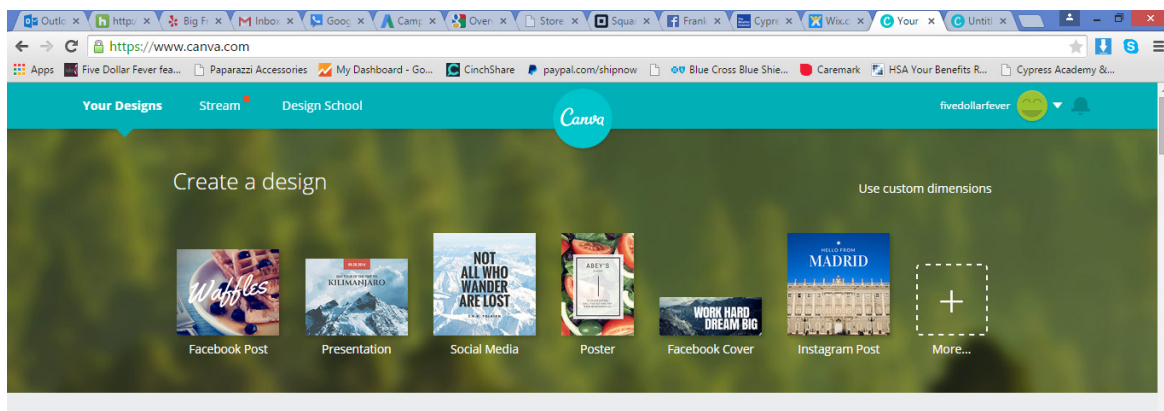 Outlo
http:/
Big Fi
Inbox
Goog
Camp
Overv
Store
Squar
Frank
Cypre
Wix.c
Your
Untitl
https://www.canva.com
Apps Five Dollar Fever fea... Paparazzi Accessories My Dashboard - Go... CinchShare paypal.com/shipnow Blue Cross Blue Shie... Caremark HSA Your Benefits R... Cypress Academy &...
Your Designs Stream Design School Canva fivedollarfever
Create a design
Use custom dimensions
Waffles
KILIMANJARO
NOT
ALL WHO
WANDER
ARE LOST
ABEY'S
WORK HARD
DREAM BIG
HELLO FROM
MADRID
Facebook Post Presentation Social Media Poster Facebook Cover Instagram Post More...